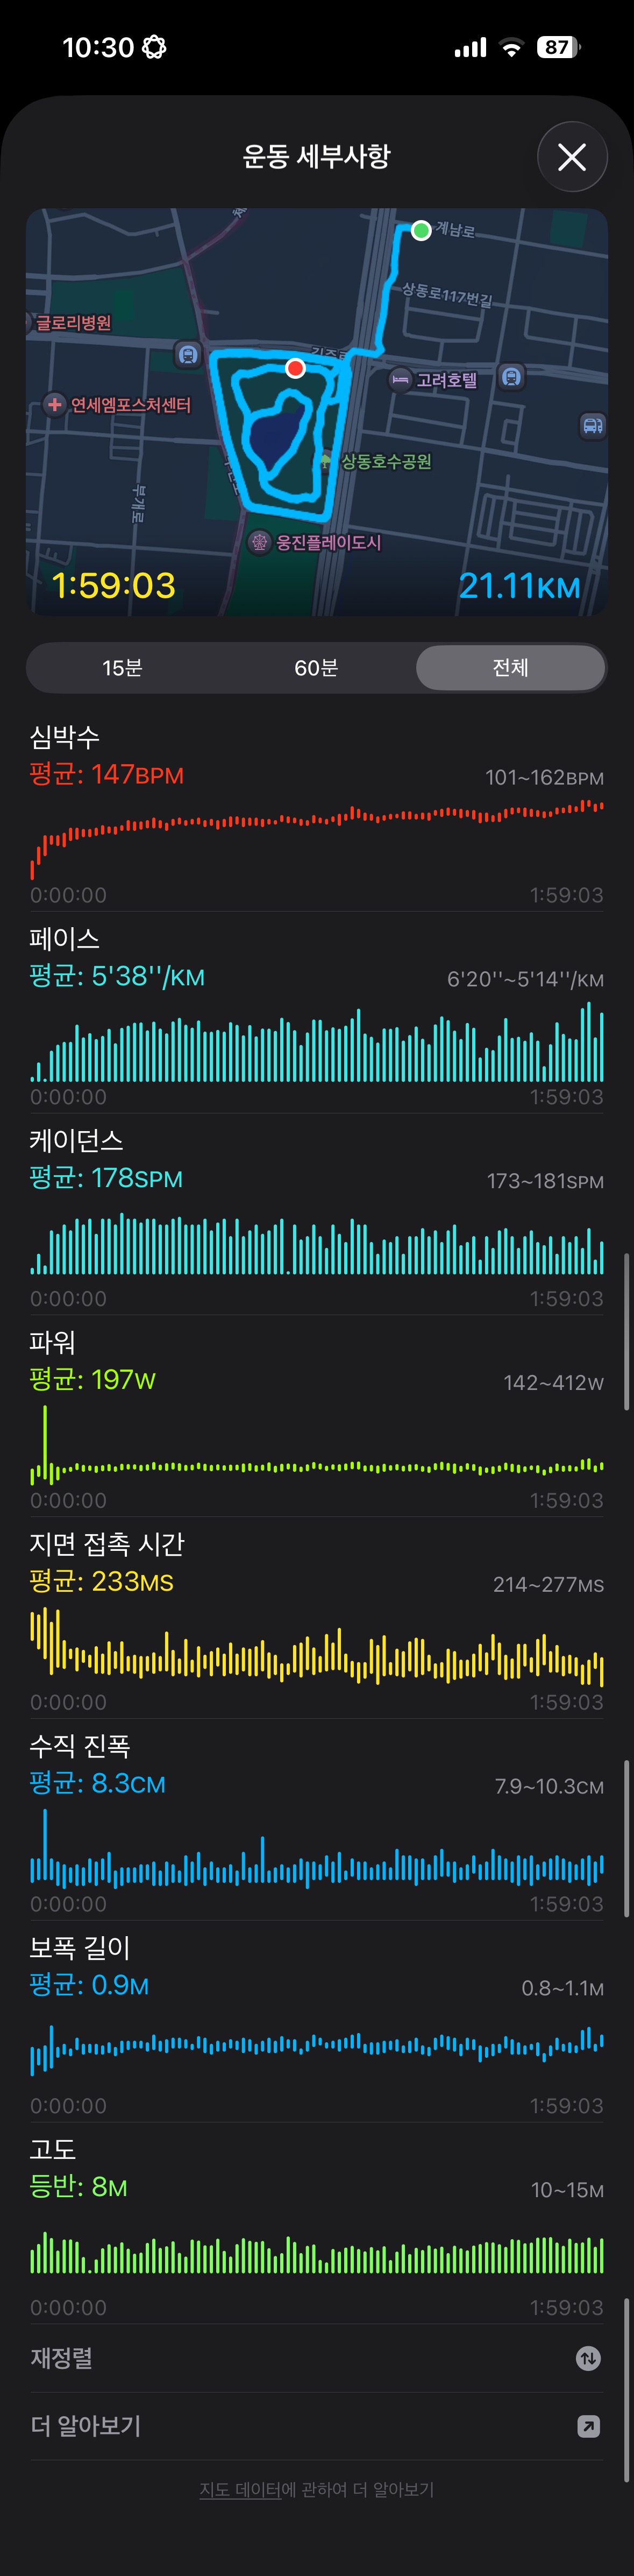 10:30
87
운동 세부사항
계남로
상동로117번길
글로리병원
고려호텔
연세엠포스처센터
상동호수공원
부개로
웅진플레이도시
1:59:03
21.11KM
15분
60분
전체
심박수
평균: 147BPM
101~162BPM
0:00:00
1:59:03
페이스
평균: 5'38''/KM
6'20''~5'14''/KM
0:00:00
1:59:03
케이던스
평균: 178SPM
173~181SPM
0:00:00
1:59:03
파워
평균: 197W
142~412W
0:00:00
1:59:03
지면 접촉 시간
평균: 233MS
214~277MS
0:00:00
1:59:03
수직 진폭
평균: 8.3CM
7.9~10.3CM
0:00:00
1:59:03
보폭 길이
평균: 0.9M
0.8~1.1M
0:00:00
1:59:03
고도
등반: 8M
10~15M
0:00:00
1:59:03
재정렬
더 알아보기
지도 데이터에 관하여 더 알아보기